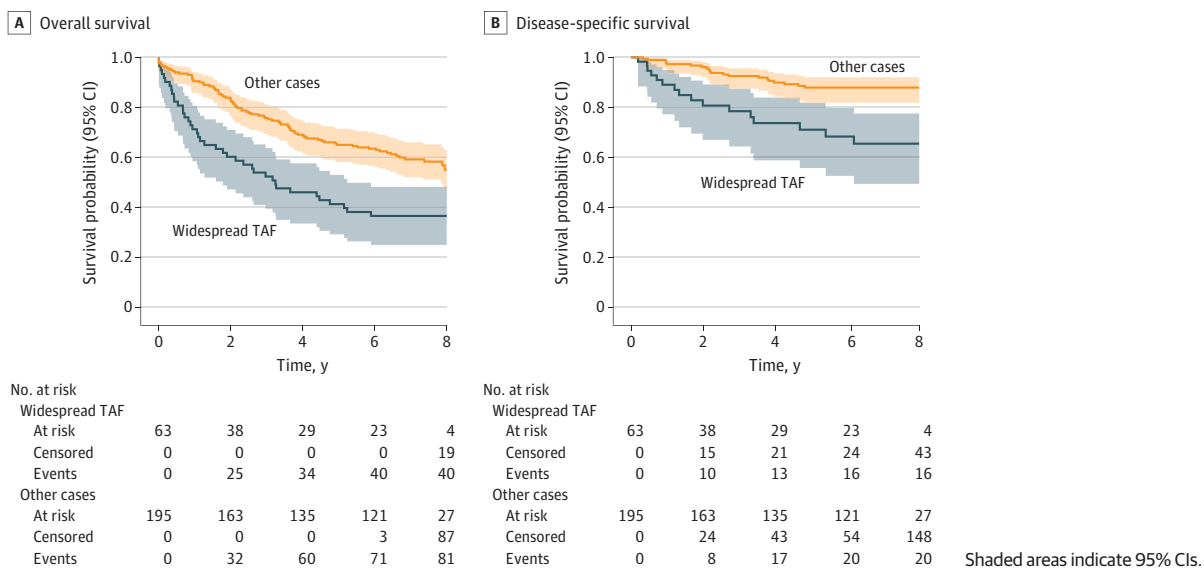 A Overall survival
1.0
0.8
0.6
0.4
0.2
0
Survival probability (95% CI)
Other cases
Widespread TAF
0 2 4 6 8
Time, y
No. at risk
Widespread TAF
At risk 63 38 29 23 4
Censored 0 0 0 0 19
Events 0 25 34 40 40
Other cases
At risk 195 163 135 121 27
Censored 0 0 0 3 87
Events 0 32 60 71 81
B Disease-specific survival
1.0
0.8
0.6
0.4
0.2
0
Survival probability (95% CI)
Other cases
Widespread TAF
0 2 4 6 8
Time, y
No. at risk
Widespread TAF
At risk 63 38 29 23 4
Censored 0 15 21 24 43
Events 0 10 13 16 16
Other cases
At risk 195 163 135 121 27
Censored 0 24 43 54 148
Events 0 8 17 20 20
Shaded areas indicate 95% CIs.